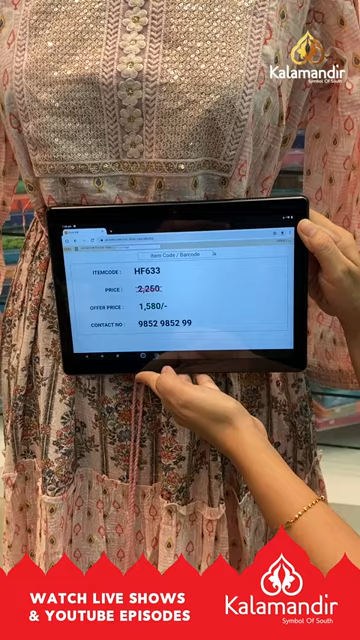 Kalamandir
Symbol Of South
Item Code / Barcode
ITEMCODE : HF633
PRICE : 2,250
OFFER PRICE : 1,580/-
CONTACT NO : 9852 9852 99
WATCH LIVE SHOWS
& YOUTUBE EPISODES
Kalamandir
Symbol Of South